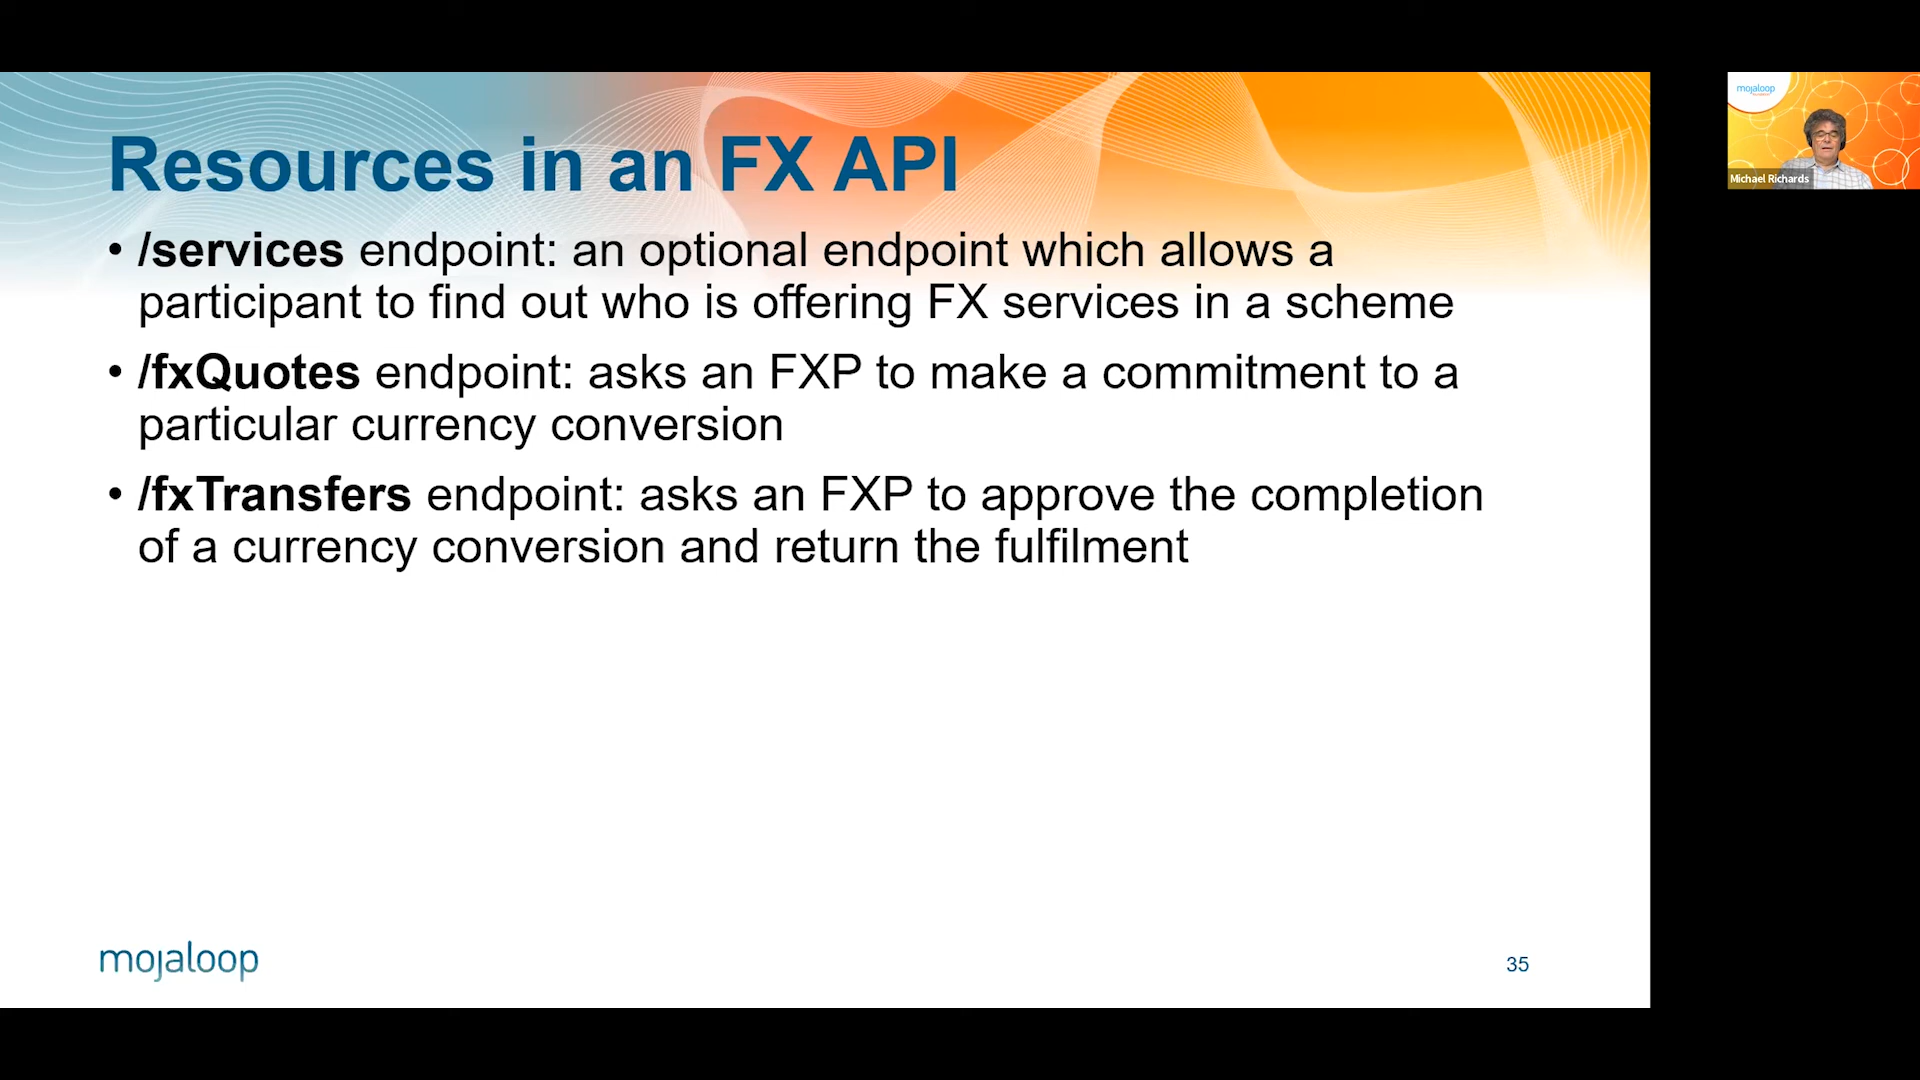 Resources in an FX API
• /services endpoint: an optional endpoint which allows a
participant to find out who is offering FX services in a scheme
• /fxQuotes endpoint: asks an FXP to make a commitment to a
particular currency conversion
• /fxTransfers endpoint: asks an FXP to approve the completion
of a currency conversion and return the fulfilment
mojaloop
35
mojaloop
Michael Richards